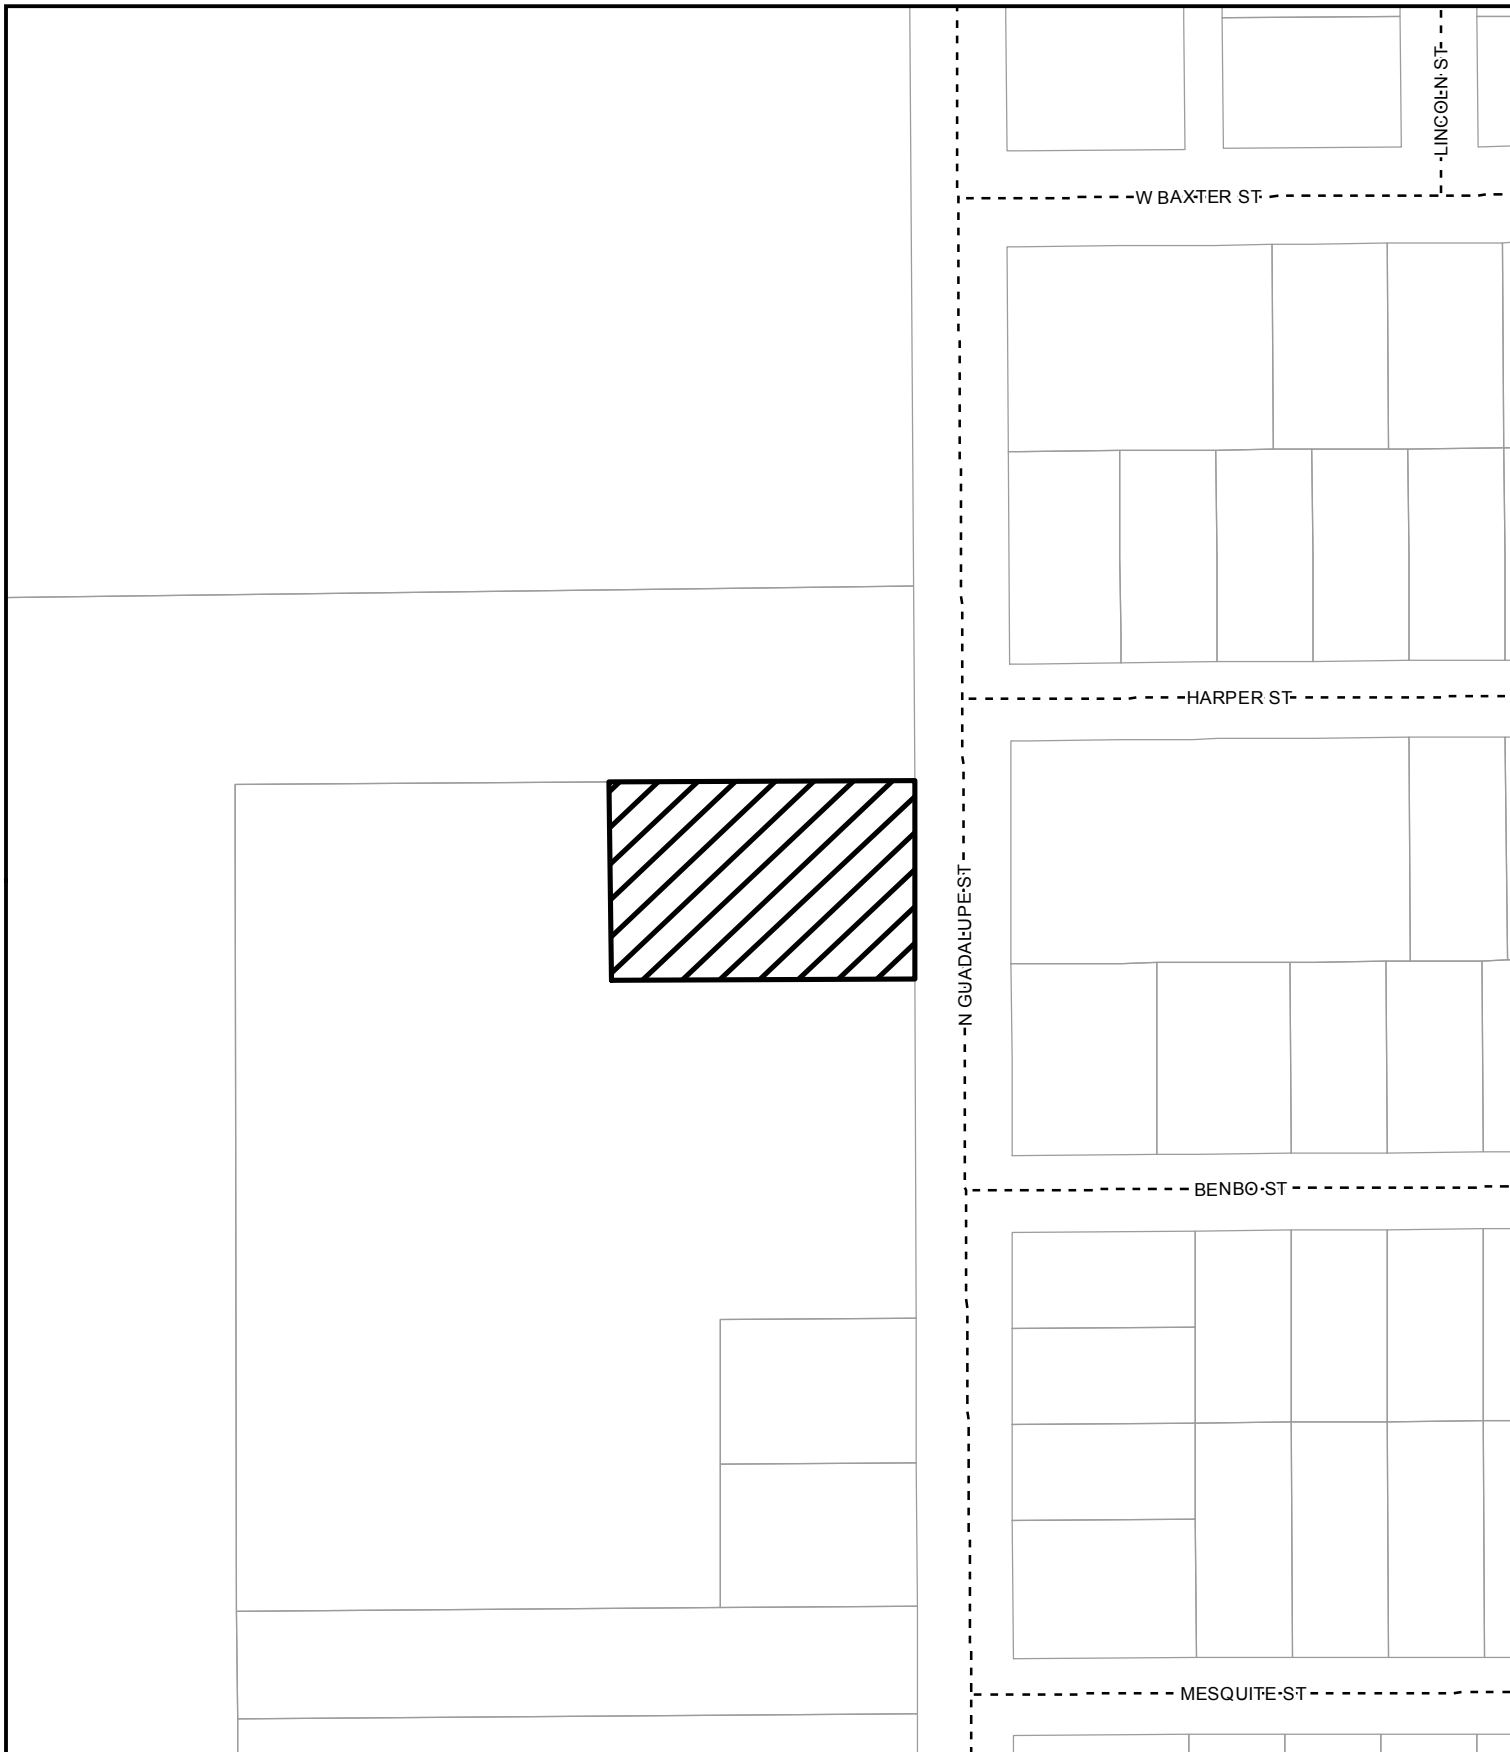 LINCOLN ST
W BAXTER ST
HARPER ST
N GUADALUPE ST
BENBO ST
MESQUITE ST